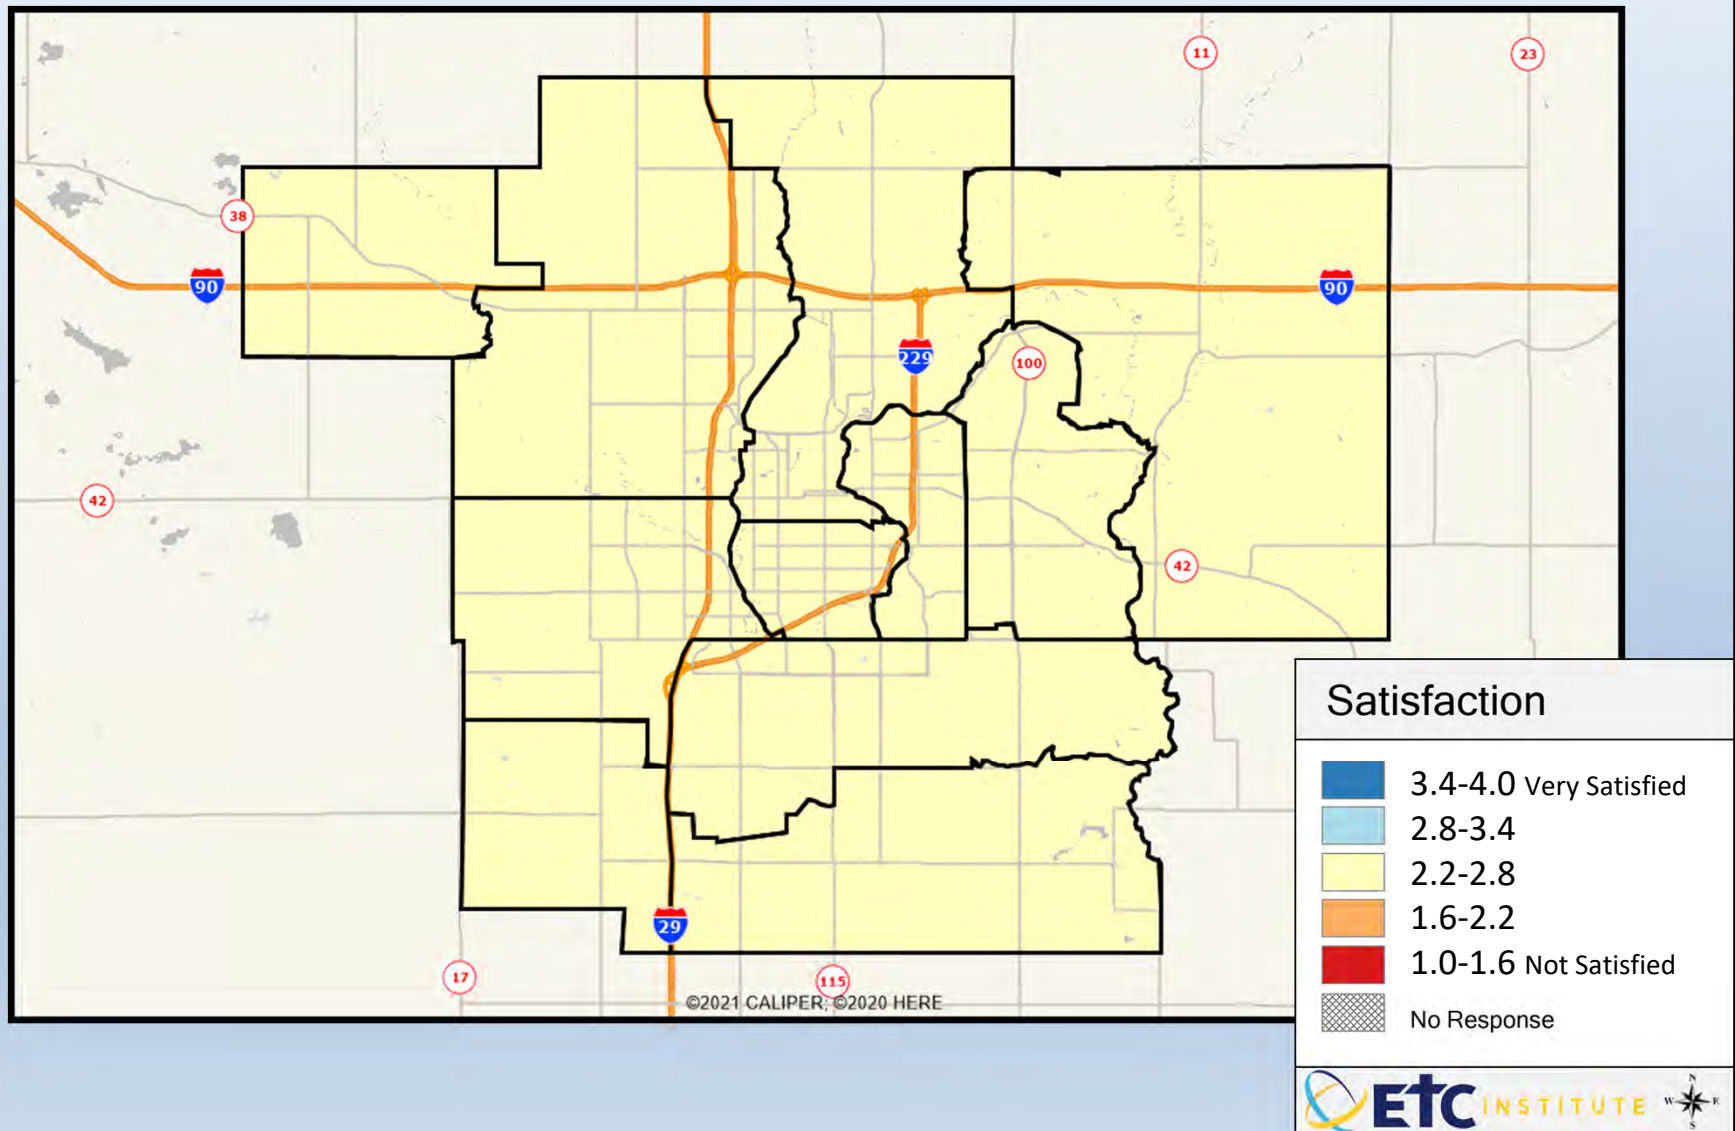 11
23
38
90
90
229
100
42
42
Satisfaction
3.4-4.0 Very Satisfied
2.8-3.4
2.2-2.8
1.6-2.2
1.0-1.6 Not Satisfied
No Response
29
17
115
©2021 CALIPER; ©2020 HERE
ETC INSTITUTE
N
W E
S